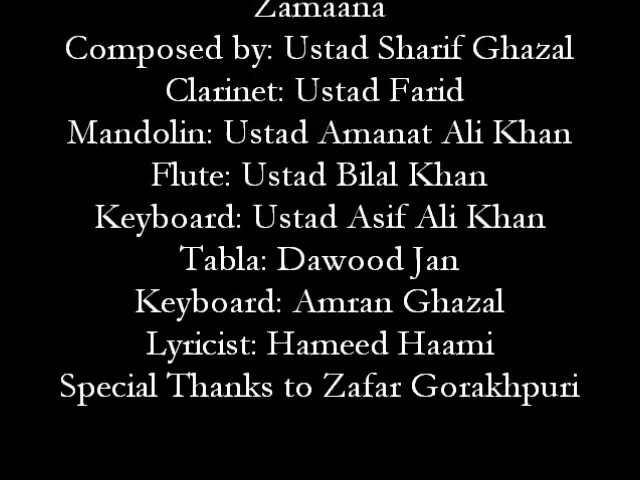 Zamaana
Composed by: Ustad Sharif Ghazal
Clarinet: Ustad Farid
Mandolin: Ustad Amanat Ali Khan
Flute: Ustad Bilal Khan
Keyboard: Ustad Asif Ali Khan
Tabla: Dawood Jan
Keyboard: Amran Ghazal
Lyricist: Hameed Haami
Special Thanks to Zafar Gorakhpuri